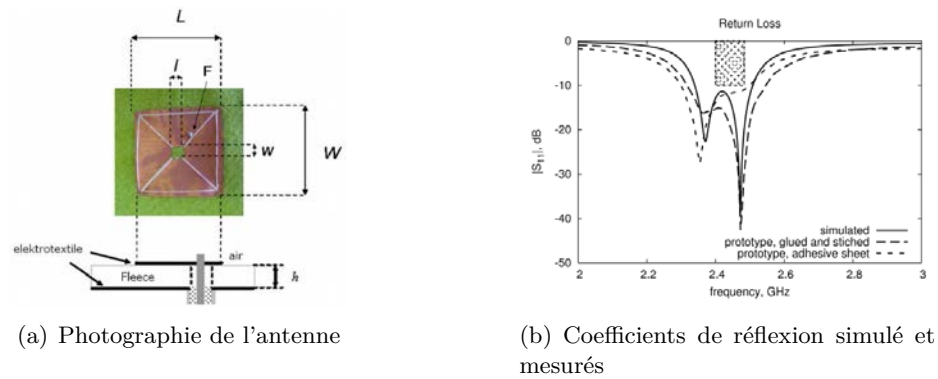 L
l
F
w
W
elektrotextile
air
Fleece
h
(a) Photographie de l'antenne
Return Loss
0
-10
-20
-30
-40
-50
|S11|, dB
simulated
prototype, glued and stiched
prototype, adhesive sheet
2
2.2
2.4
2.6
2.8
3
frequency, GHz
(b) Coefficients de réflexion simulé et
mesurés